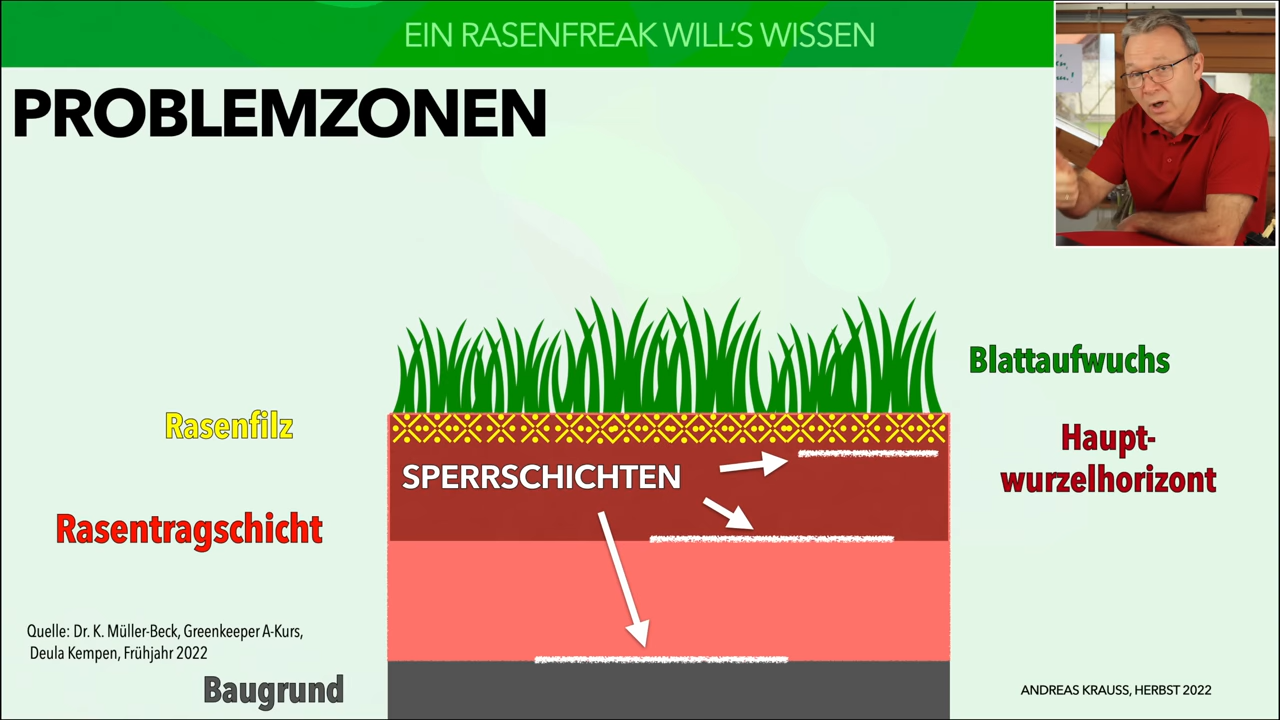 EIN RASENFREAK WILL'S WISSEN
PROBLEMZONEN
Blattaufwuchs
Rasenfilz
Haupt-
wurzelhorizont
SPERRSCHICHTEN
Rasentragschicht
Quelle: Dr. K. Müller-Beck, Greenkeeper A-Kurs,
Deula Kempen, Frühjahr 2022
Baugrund
ANDREAS KRAUSS, HERBST 2022